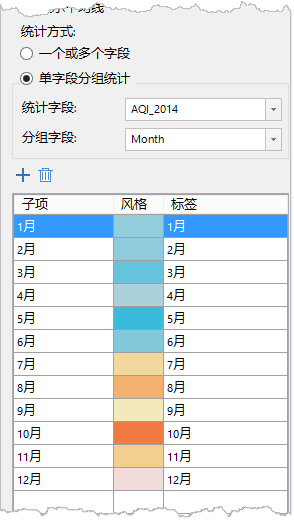 统计方式:
一个或多个字段
单字段分组统计
统计字段: AQI_2014
分组字段: Month
子项 风格 标签
1月 1月
2月 2月
3月 3月
4月 4月
5月 5月
6月 6月
7月 7月
8月 8月
9月 9月
10月 10月
11月 11月
12月 12月